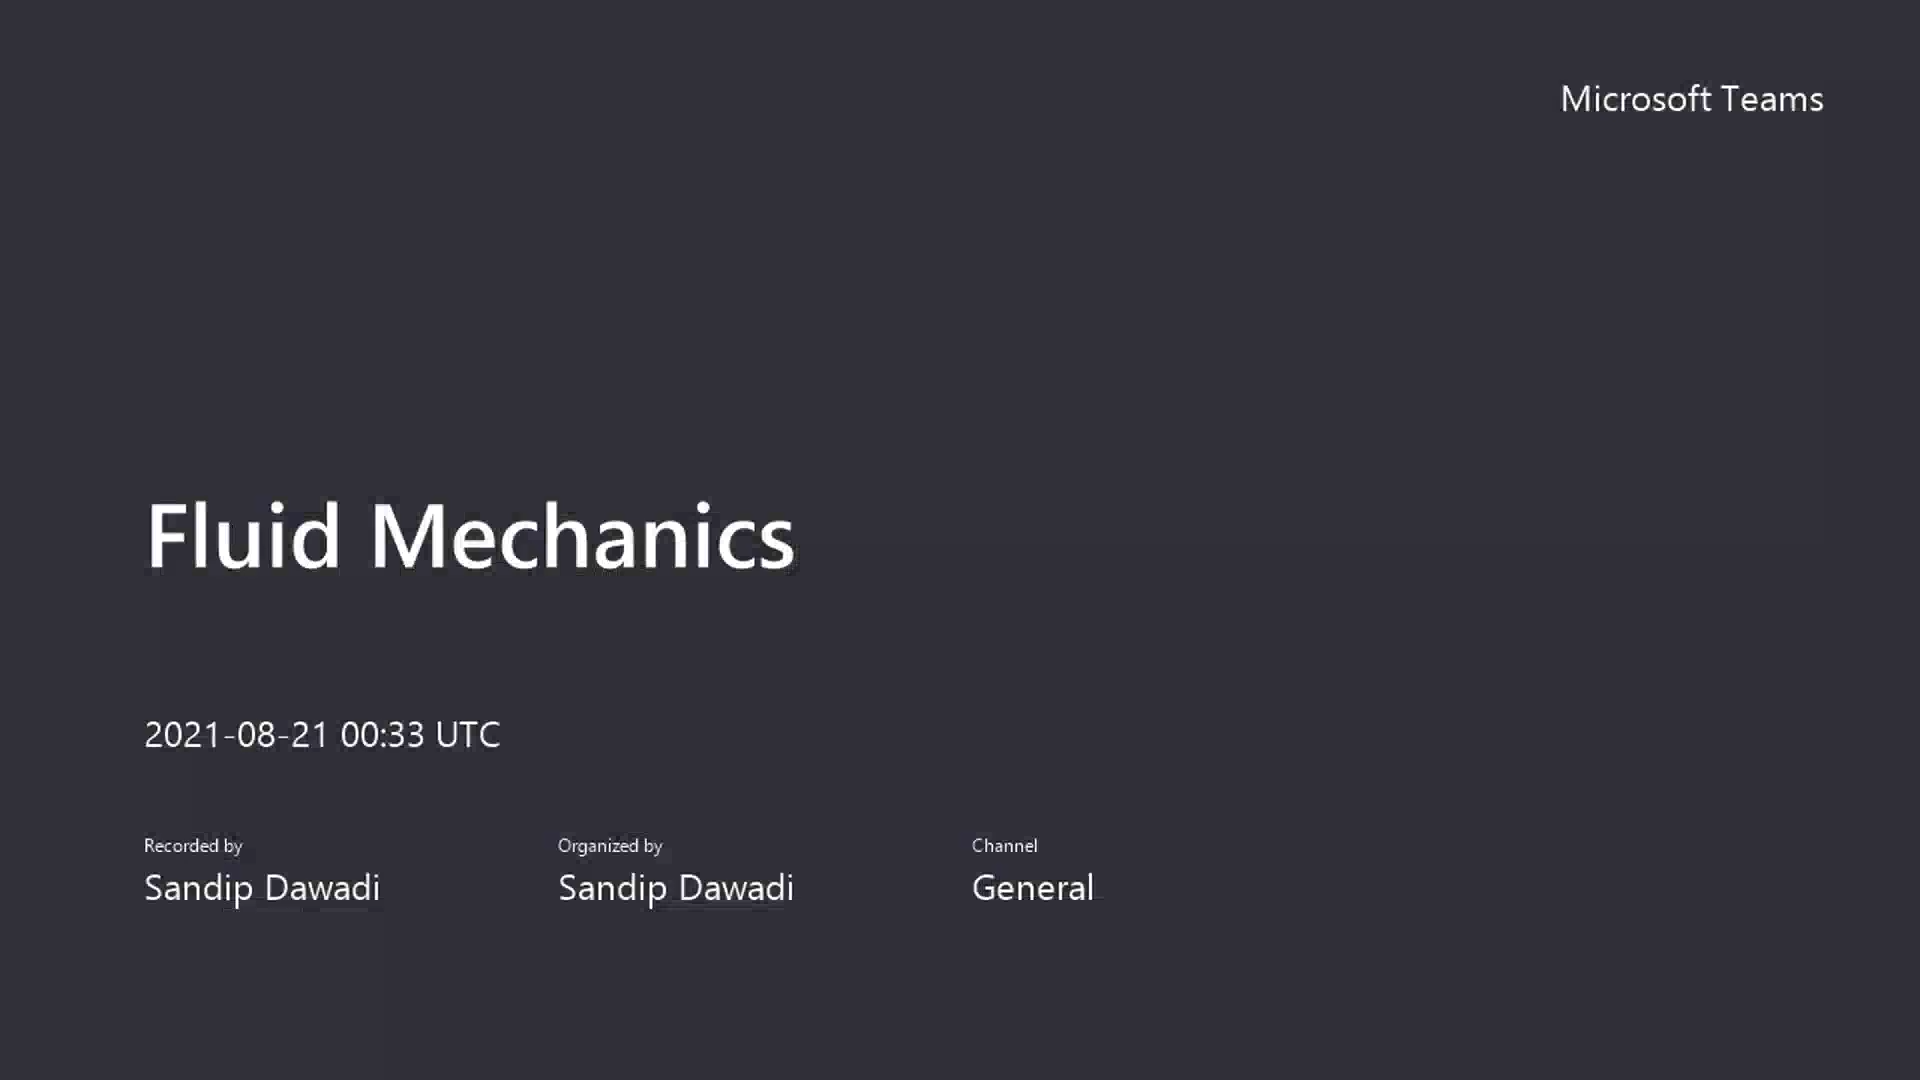 Microsoft Teams
Fluid Mechanics
2021-08-21 00:33 UTC
Recorded by
Sandip Dawadi
Organized by
Sandip Dawadi
Channel
General